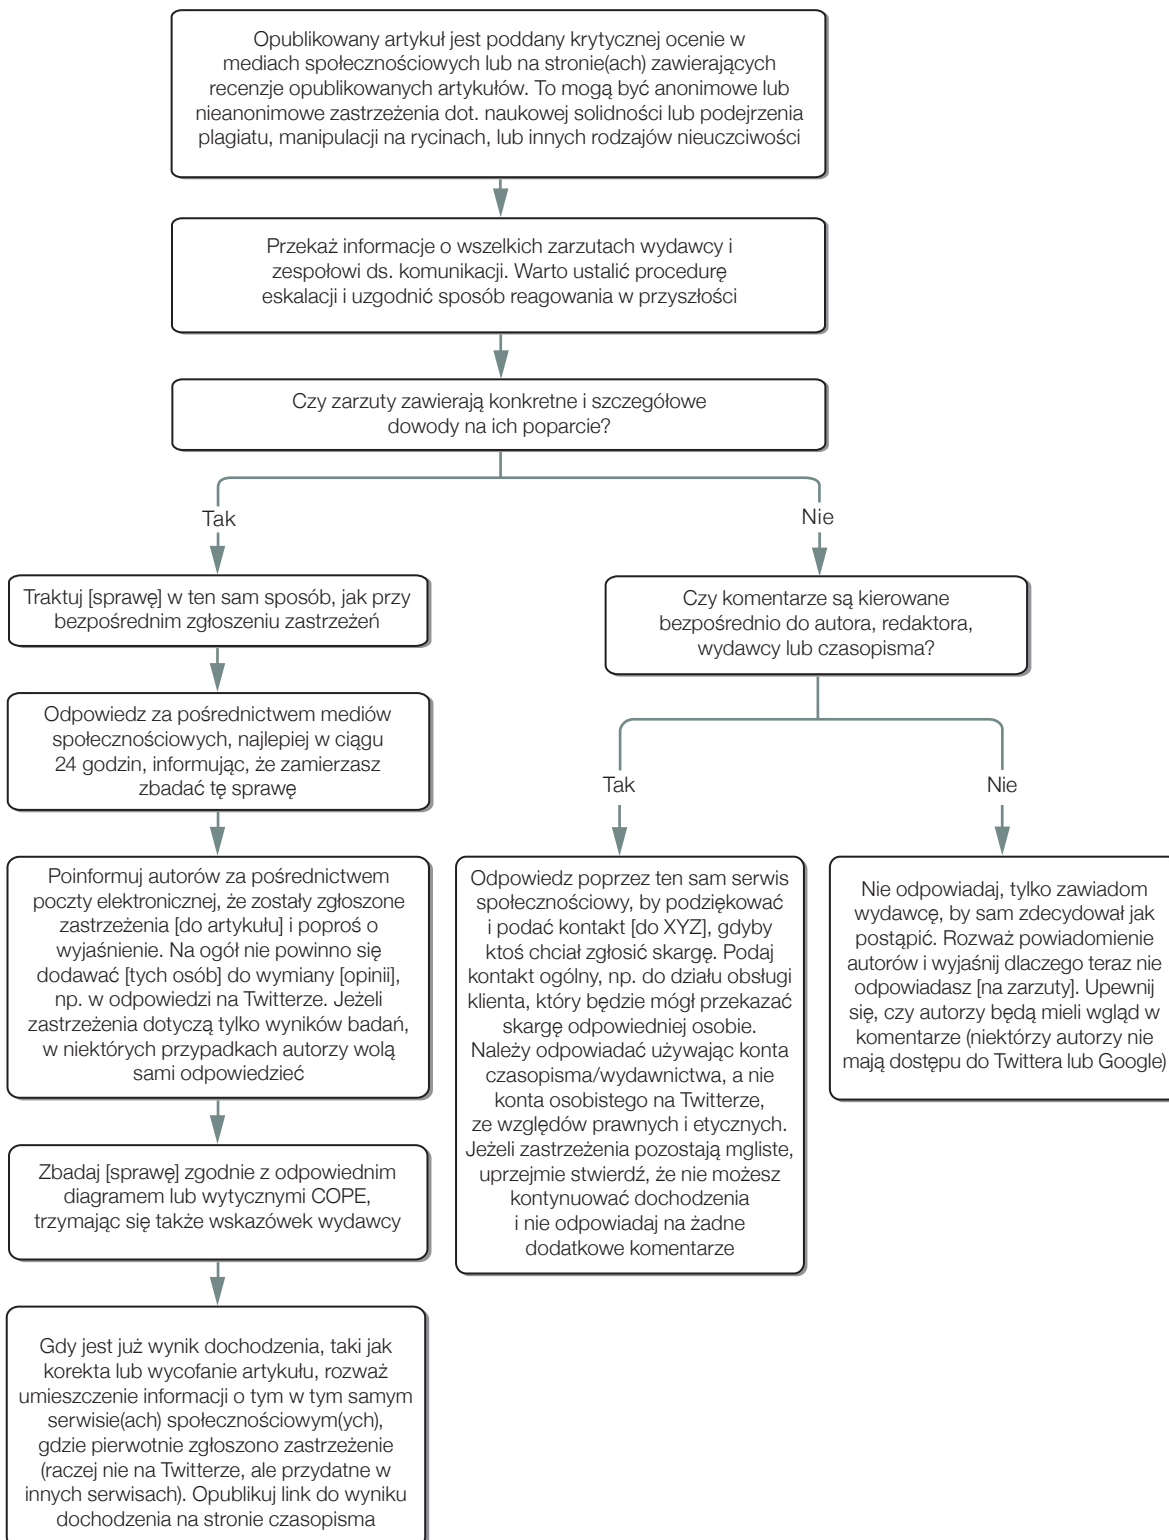 Opublikowany artykuł jest poddany krytycznej ocenie w
mediach społecznościowych lub na stronie(ach) zawierających
recenzje opublikowanych artykułów. To mogą być anonimowe lub
nieanonimowe zastrzeżenia dot. naukowej solidności lub podejrzenia
plagiatu, manipulacji na rycinach, lub innych rodzajów nieuczciwości
Przekaż informacje o wszelkich zarzutach wydawcy i
zespołowi ds. komunikacji. Warto ustalić procedurę
eskalacji i uzgodnić sposób reagowania w przyszłości
Czy zarzuty zawierają konkretne i szczegółowe
dowody na ich poparcie?
Tak
Nie
Traktuj [sprawę] w ten sam sposób, jak przy
bezpośrednim zgłoszeniu zastrzeżeń
Odpowiedz za pośrednictwem mediów
społecznościowych, najlepiej w ciągu
24 godzin, informując, że zamierzasz
zbadać tę sprawę
Poinformuj autorów za pośrednictwem
poczty elektronicznej, że zostały zgłoszone
zastrzeżenia [do artykułu] i poproś o
wyjaśnienie. Na ogół nie powinno się
dodawać [tych osób] do wymiany [opinii],
np. w odpowiedzi na Twitterze. Jeżeli
zastrzeżenia dotyczą tylko wyników badań,
w niektórych przypadkach autorzy wolą
sami odpowiedzieć
Zbadaj [sprawę] zgodnie z odpowiednim
diagramem lub wytycznymi COPE,
trzymając się także wskazówek wydawcy
Gdy jest już wynik dochodzenia, taki jak
korekta lub wycofanie artykułu, rozważ
umieszczenie informacji o tym w tym samym
serwisie(ach) społecznościowym(ych),
gdzie pierwotnie zgłoszono zastrzeżenie
(raczej nie na Twitterze, ale przydatne w
innych serwisach). Opublikuj link do wyniku
dochodzenia na stronie czasopisma
Czy komentarze są kierowane
bezpośrednio do autora, redaktora,
wydawcy lub czasopisma?
Tak
Nie
Odpowiedz poprzez ten sam serwis
społecznościowy, by podziękować
i podać kontakt [do XYZ], gdyby
ktoś chciał zgłosić skargę. Podaj
kontakt ogólny, np. do działu obsługi
klienta, który będzie mógł przekazać
skargę odpowiedniej osobie.
Należy odpowiadać używając konta
czasopisma/wydawnictwa, a nie
konta osobistego na Twitterze,
ze względów prawnych i etycznych.
Jeżeli zastrzeżenia pozostają mgliste,
uprzejmie stwierdź, że nie możesz
kontynuować dochodzenia
i nie odpowiadaj na żadne
dodatkowe komentarze
Nie odpowiadaj, tylko zawiadom
wydawcę, by sam zdecydował jak
postąpić. Rozważ powiadomienie
autorów i wyjaśnij dlaczego teraz nie
odpowiadasz [na zarzuty]. Upewnij
się, czy autorzy będą mieli wgląd w
komentarze (niektórzy autorzy nie
mają dostępu do Twittera lub Google)